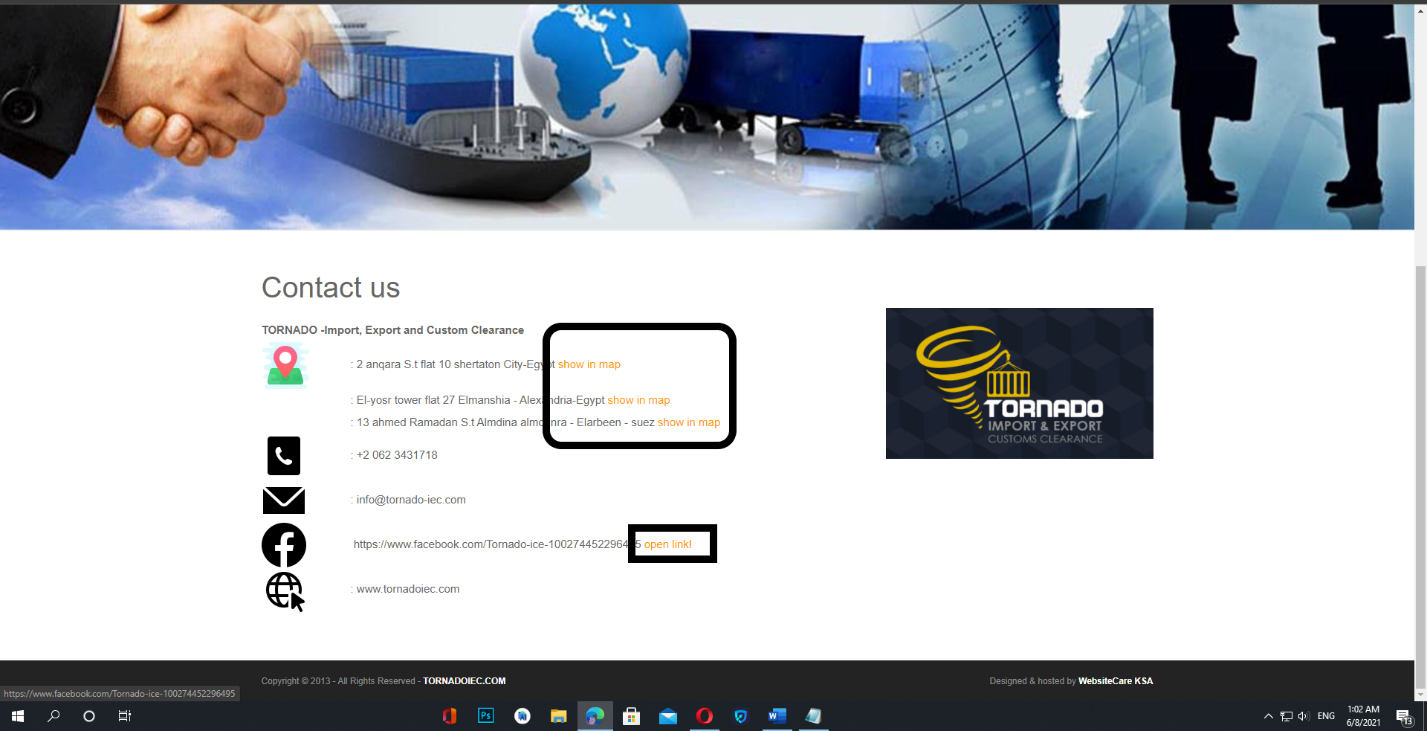 Contact us
TORNADO -Import, Export and Custom Clearance
: 2 anqara S.t flat 10 shertaton City-Egypt show in map
: El-yosr tower flat 27 Elmanshia - Alexandria-Egypt show in map
: 13 ahmed Ramadan S.t Almdina - Elarbeen - suez show in map
: +2 062 3431718
: info@tornado-iec.com
https://www.facebook.com/Tornado-ice-100274452296495 open link!
: www.tornadoiec.com
TORNADO
IMPORT & EXPORT
CUSTOMS CLEARANCE
Copyright © 2013 - All Rights Reserved - TORNADOIEC.COM
Designed & hosted by WebsiteCare KSA
https://www.facebook.com/Tornado-ice-100274452296495
Ps
W
ENG
1:02 AM
6/8/2021
13